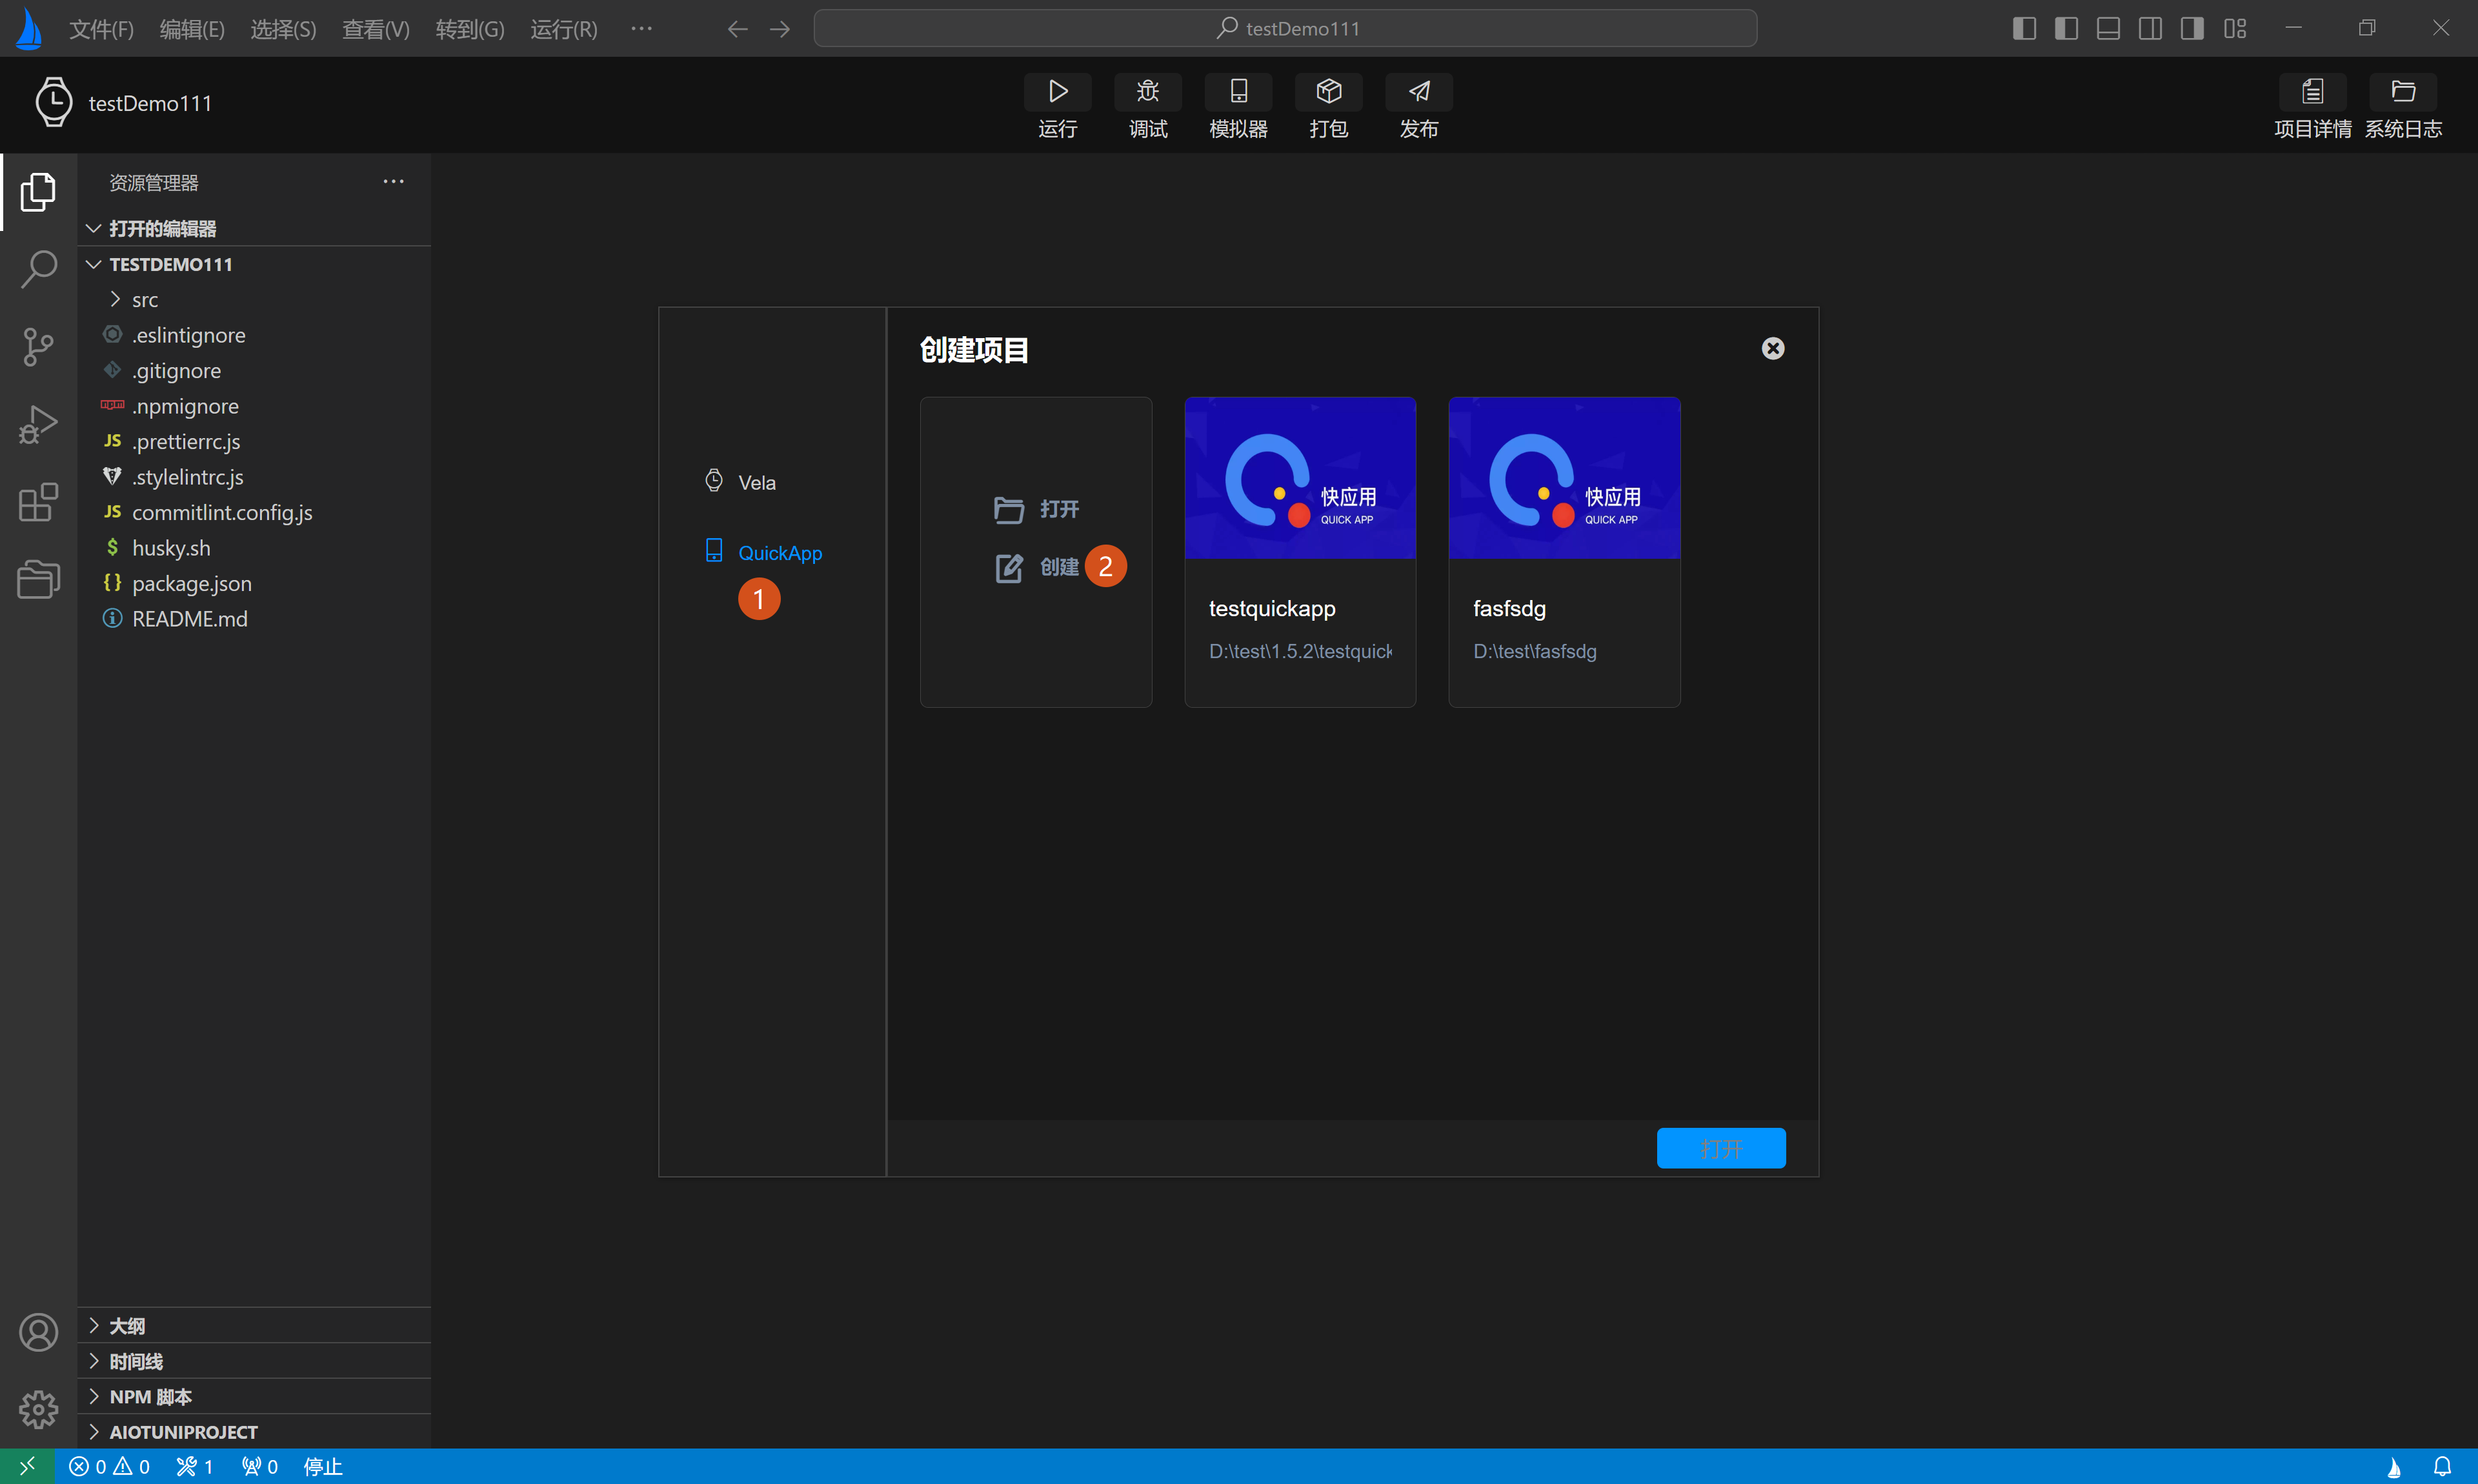 文件(F) 编辑(E) 选择(S) 查看(V) 转到(G) 运行(R) ··· testDemo111
testDemo111
运行 调试 模拟器 打包 发布 项目详情 系统日志
资源管理器 ···
打开的编辑器
TESTDEMO111
src
.eslintignore
.gitignore
npm .npmignore
JS .prettierrc.js
.stylelintrc.js
JS commitlint.config.js
$ husky.sh
{} package.json
README.md
大纲
时间线
NPM 脚本
AIOTUNIPROJECT
Vela
QuickApp
1
创建项目
打开
创建 2
快应用
QUICK APP
testquickapp
D:\test\1.5.2\testquick
快应用
QUICK APP
fasfsdg
D:\test\fasfsdg
打开
0 0 1 0 停止